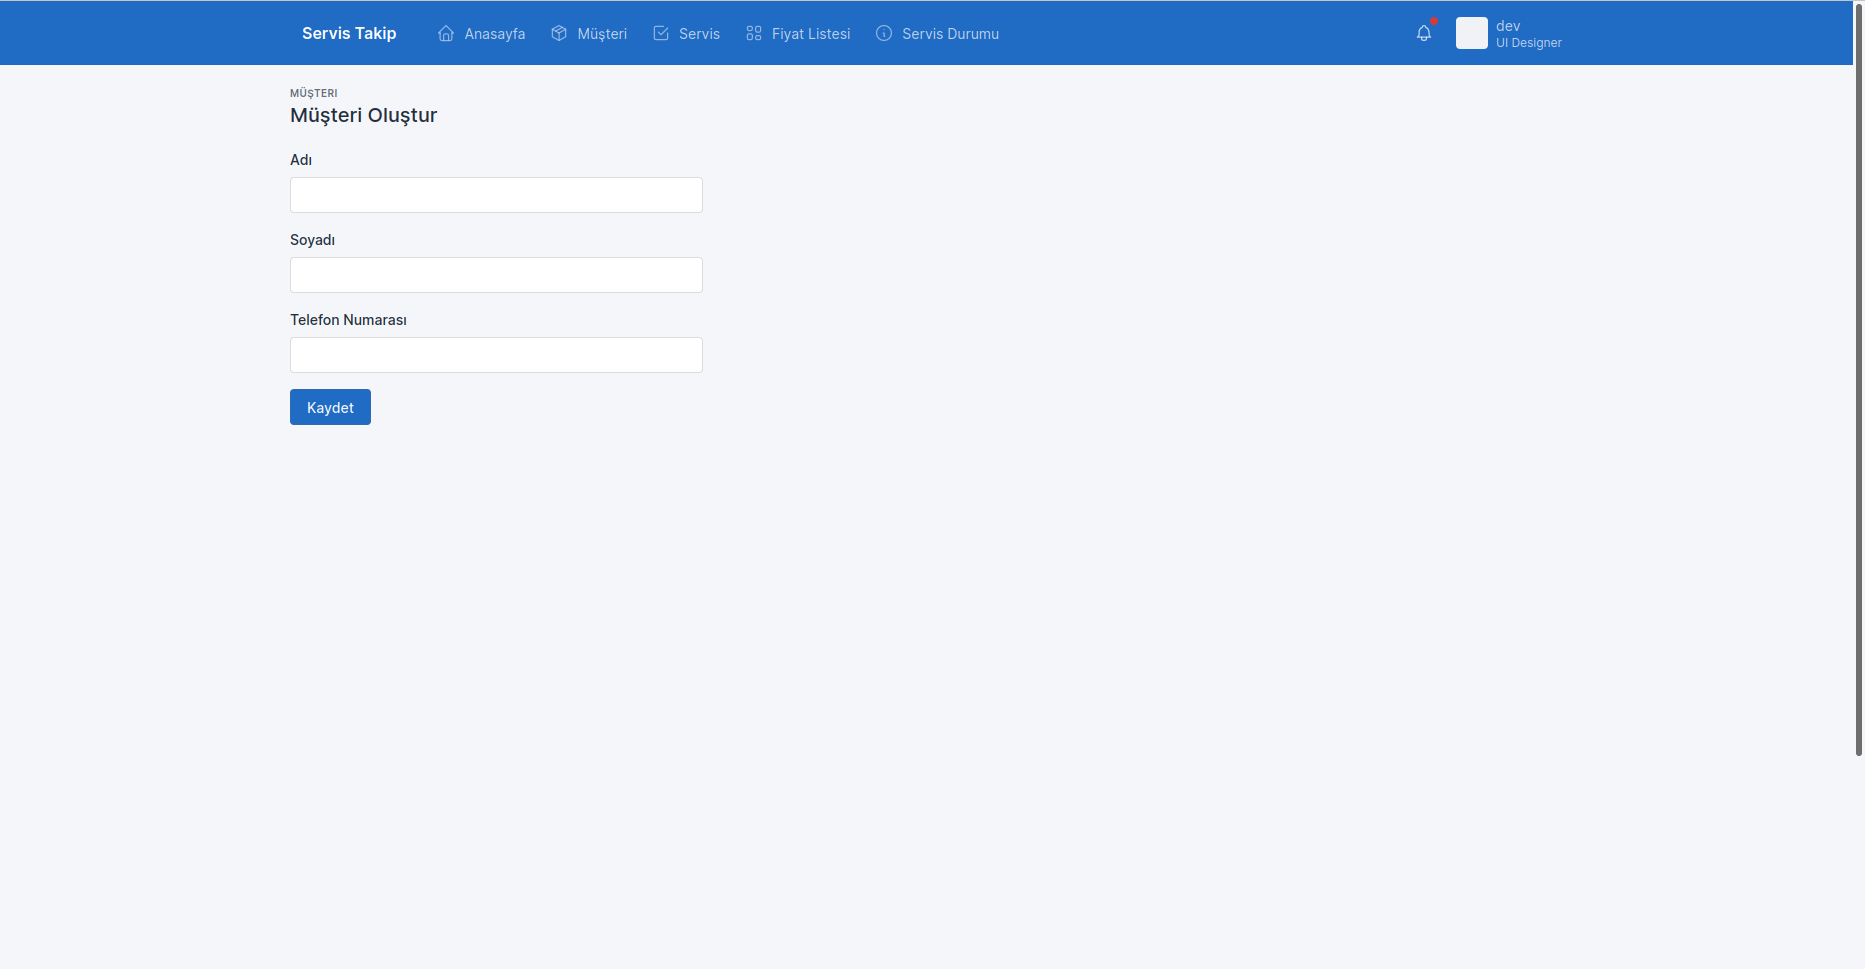 Servis Takip Anasayfa Müşteri Servis Fiyat Listesi Servis Durumu dev
UI Designer
MÜŞTERI
Müşteri Oluştur
Adı
Soyadı
Telefon Numarası
Kaydet